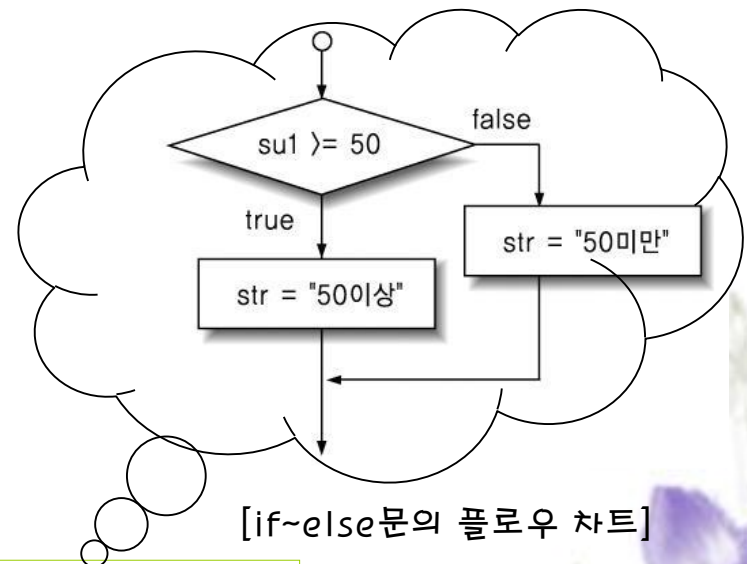 su1 >= 50
false
true
str = "50미만"
str = "50이상"
[if~else문의 플로우 차트]